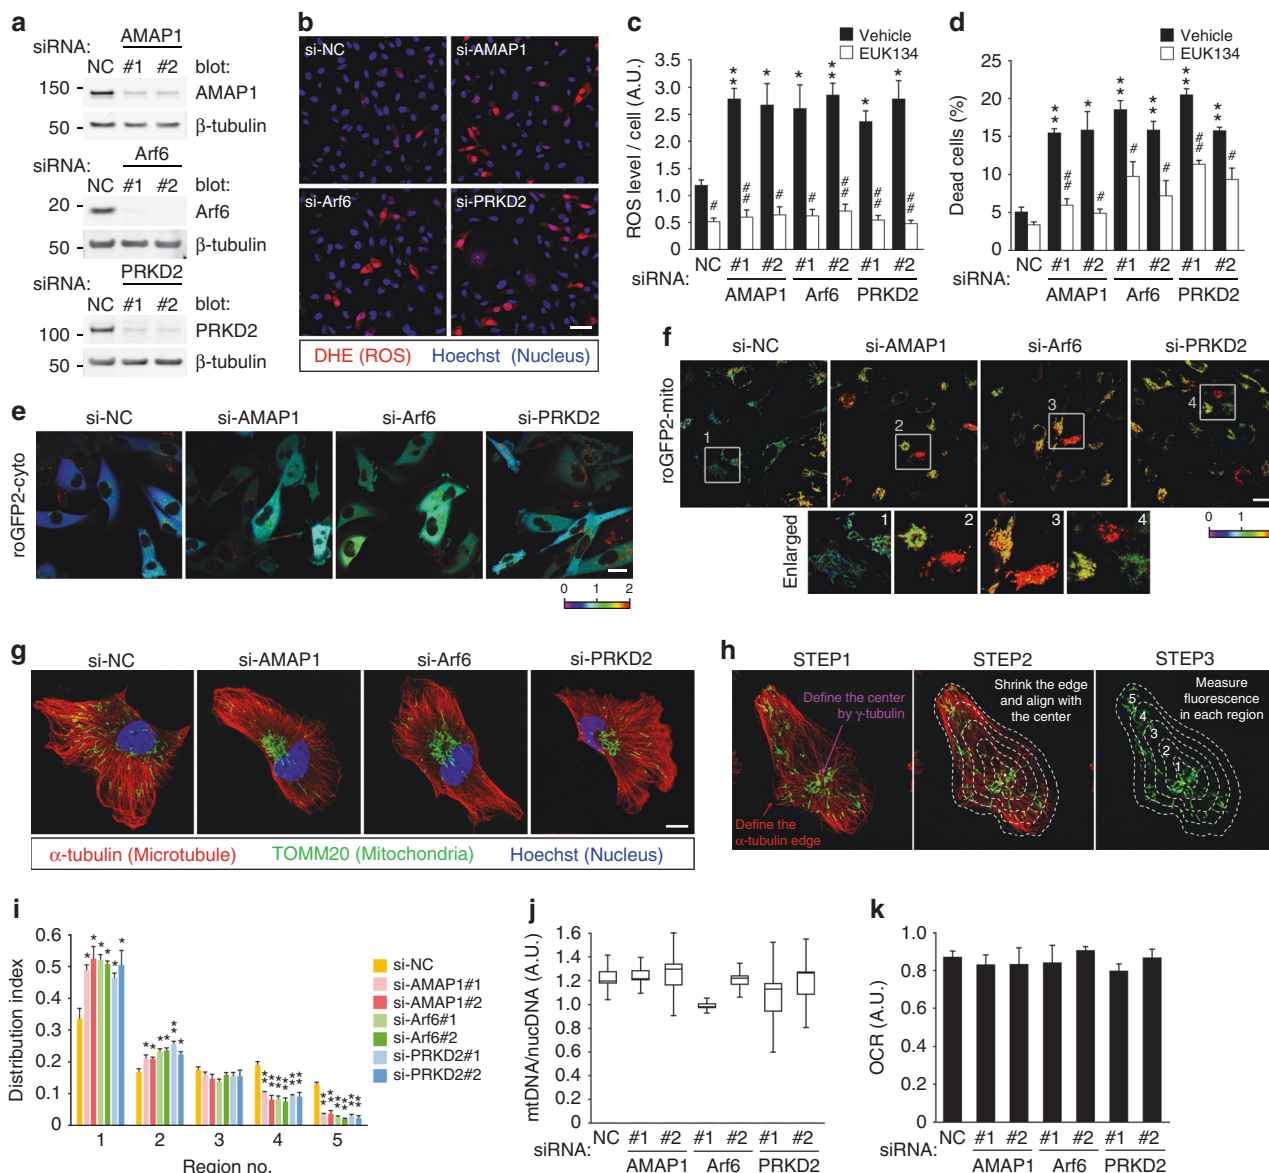 a
AMAP1
siRNA:
NC #1 #2 blot:
150
AMAP1
50
β-tubulin
Arf6
siRNA:
NC #1 #2 blot:
20
Arf6
50
β-tubulin
PRKD2
siRNA:
NC #1 #2 blot:
100
PRKD2
50
β-tubulin
b
si-NC
si-AMAP1
si-Arf6
si-PRKD2
DHE (ROS) Hoechst (Nucleus)
c
Vehicle
EUK134
ROS level / cell (A.U.)
4.0
3.5
3.0
2.5
2.0
1.5
1.0
0.5
0
** * * ** * *
# ## # # ## ## ##
NC #1 #2 #1 #2 #1 #2
siRNA:
AMAP1 Arf6 PRKD2
d
Vehicle
EUK134
Dead cells (%)
25
20
15
10
5
0
** * ** ** ** *
## # # # ## #
NC #1 #2 #1 #2 #1 #2
siRNA:
AMAP1 Arf6 PRKD2
e
si-NC si-AMAP1 si-Arf6 si-PRKD2
roGFP2-cyto
0 1 2
f
si-NC si-AMAP1 si-Arf6 si-PRKD2
roGFP2-mito
1
2
3
4
Enlarged
1 2 3 4
0 1
g
si-NC si-AMAP1 si-Arf6 si-PRKD2
α-tubulin (Microtubule) TOMM20 (Mitochondria) Hoechst (Nucleus)
h
STEP1 STEP2 STEP3
Define the center
by γ-tubulin
Define the
α-tubulin edge
Shrink the edge
and align with
the center
Measure
fluorescence
in each region
5
4
3
2
1
i
Distribution index
0.6
0.5
0.4
0.3
0.2
0.1
0
* * * * * *
* * * * ** *
** ** ** ** ** **
** ** ** ** ** **
1 2 3 4 5
Region no.
si-NC
si-AMAP1#1
si-AMAP1#2
si-Arf6#1
si-Arf6#2
si-PRKD2#1
si-PRKD2#2
j
mtDNA/nucDNA (A.U.)
1.6
1.4
1.2
1.0
0.8
0.6
0.4
0.2
0
NC #1 #2 #1 #2 #1 #2
siRNA:
AMAP1 Arf6 PRKD2
k
OCR (A.U.)
1.0
0.8
0.6
0.4
0.2
0
NC #1 #2 #1 #2 #1 #2
siRNA:
AMAP1 Arf6 PRKD2